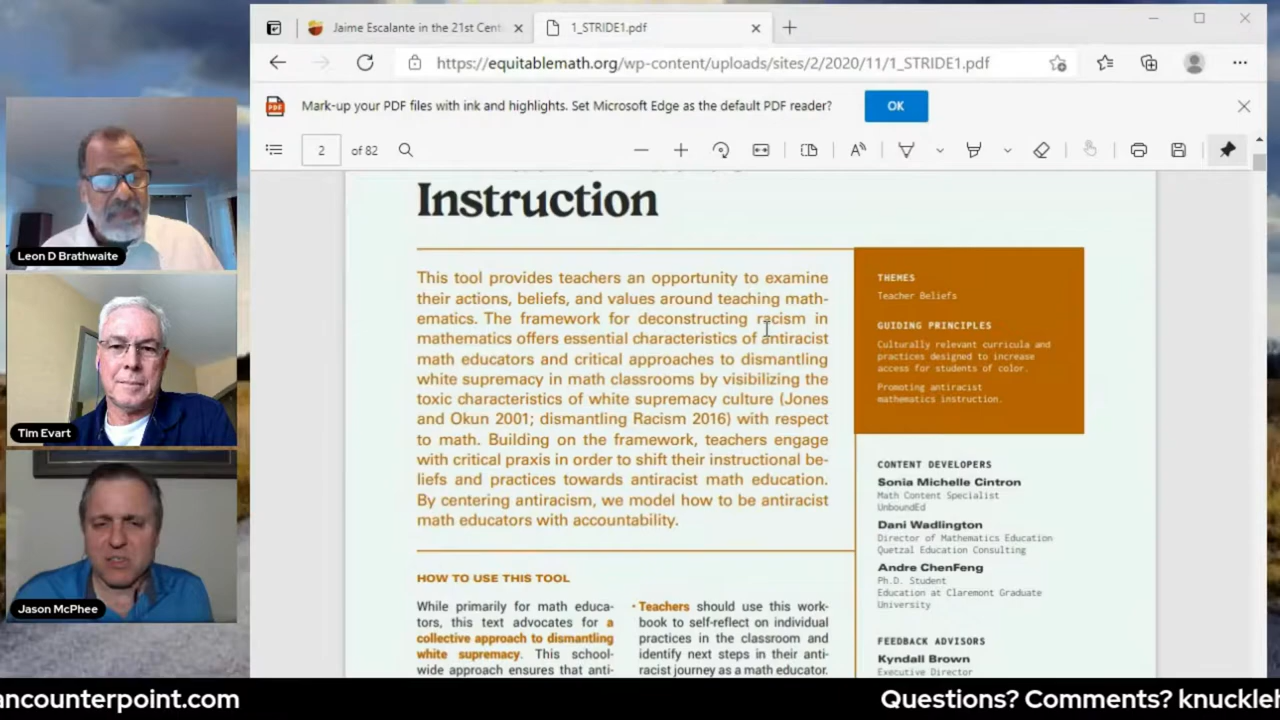 Jaime Escalante in the 21st Cent
1_STRIDE1.pdf
https://equitablemath.org/wp-content/uploads/sites/2/2020/11/1_STRIDE1.pdf
Mark-up your PDF files with ink and highlights. Set Microsoft Edge as the default PDF reader?
OK
2 of 82
Instruction
This tool provides teachers an opportunity to examine
their actions, beliefs, and values around teaching math-
ematics. The framework for deconstructing racism in
mathematics offers essential characteristics of antiracist
math educators and critical approaches to dismantling
white supremacy in math classrooms by visibilizing the
toxic characteristics of white supremacy culture (Jones
and Okun 2001; dismantling Racism 2016) with respect
to math. Building on the framework, teachers engage
with critical praxis in order to shift their instructional be-
liefs and practices towards antiracist math education.
By centering antiracism, we model how to be antiracist
math educators with accountability.
HOW TO USE THIS TOOL
While primarily for math educa-
tors, this text advocates for a
collective approach to dismantling
white supremacy. This school-
wide approach ensures that anti-
• Teachers should use this work-
book to self-reflect on individual
practices in the classroom and
identify next steps in their anti-
racist journey as a math educator.
THEMES
Teacher Beliefs
GUIDING PRINCIPLES
Culturally relevant curricula and
practices designed to increase
access for students of color.
Promoting antiracist
mathematics instruction.
CONTENT DEVELOPERS
Sonia Michelle Cintron
Math Content Specialist
UnboundEd
Dani Wadlington
Director of Mathematics Education
Quetzal Education Consulting
Andre ChenFeng
Ph.D. Student
Education at Claremont Graduate
University
FEEDBACK ADVISORS
Kyndall Brown
Executive Director
Leon D Brathwaite
Tim Evart
Jason McPhee
ancounterpoint.com
Questions? Comments? knuckleh